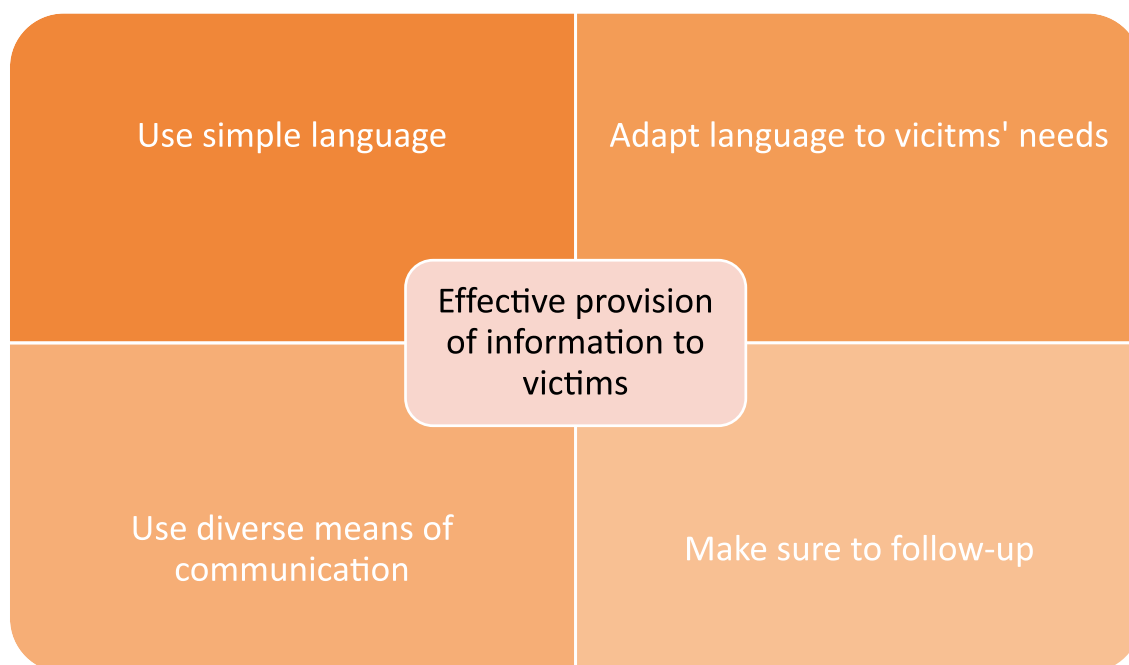 Use simple language
Adapt language to vicitms' needs
Effective provision
of information to
victims
Use diverse means of
communication
Make sure to follow-up